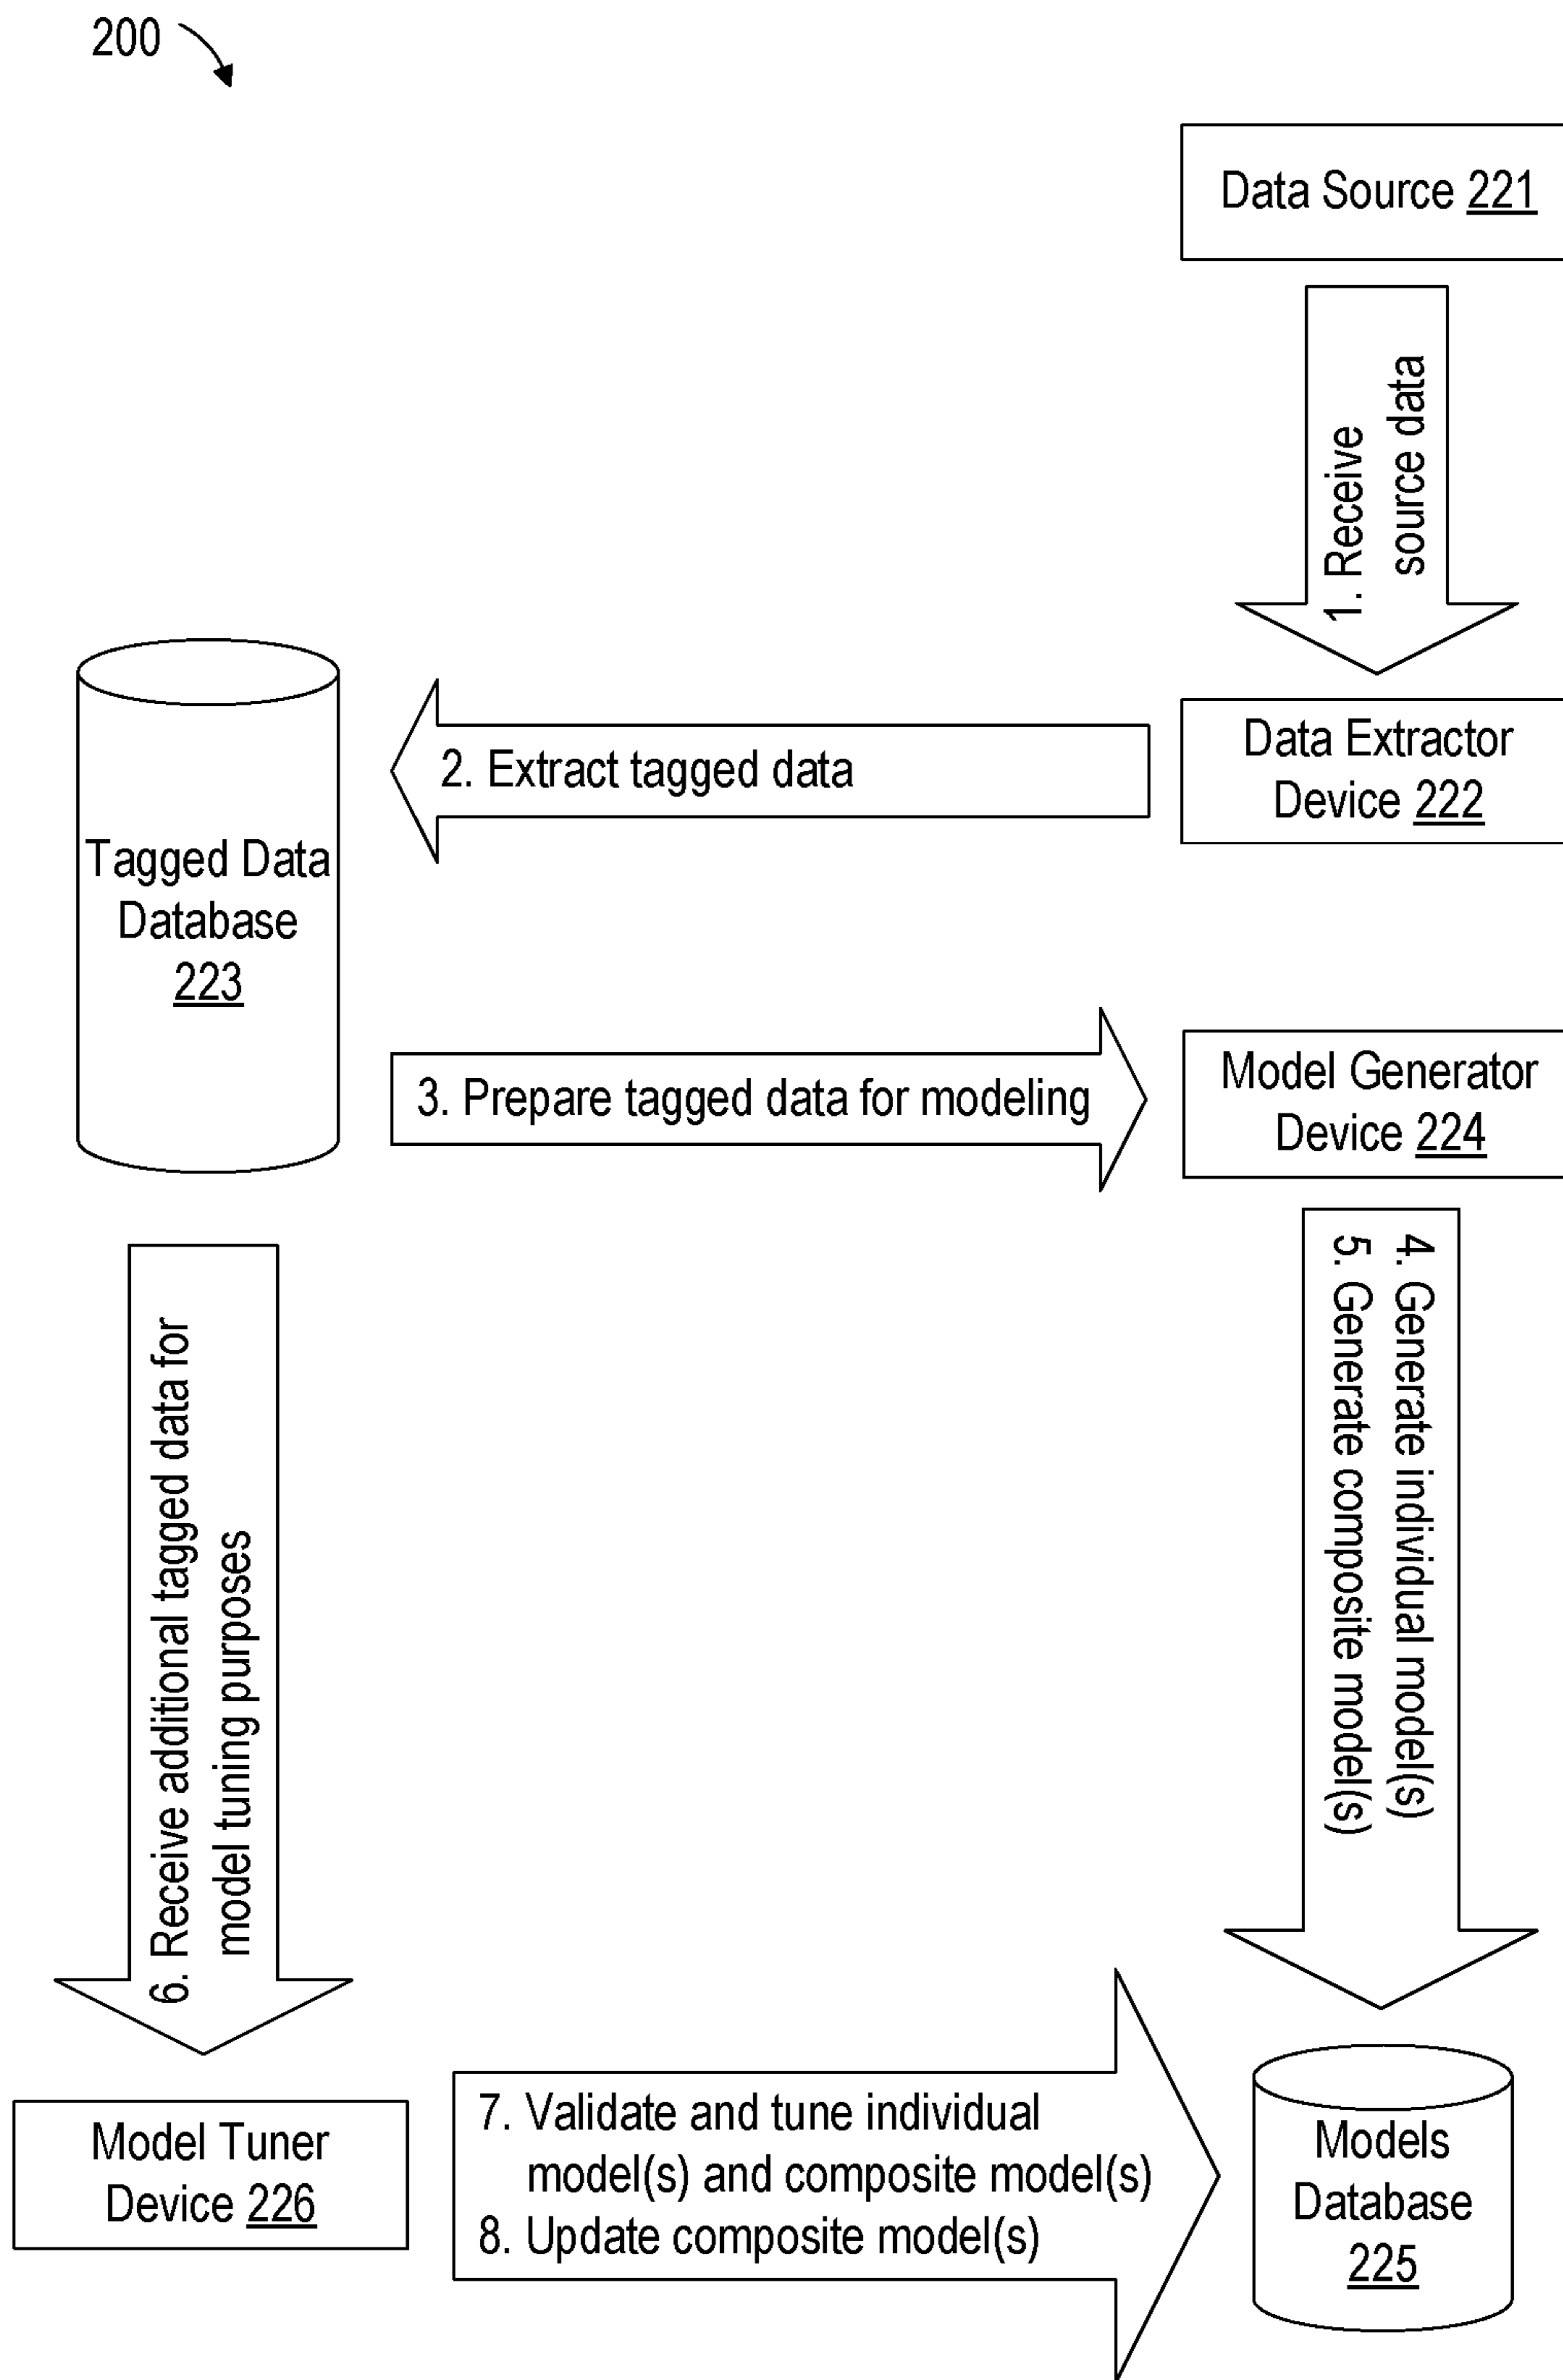 200
Data Source 221
1. Receive
source data
Data Extractor
Device 222
2. Extract tagged data
Tagged Data
Database
223
3. Prepare tagged data for modeling
Model Generator
Device 224
4. Generate individual model(s)
5. Generate composite model(s)
6. Receive additional tagged data for
model tuning purposes
Model Tuner
Device 226
7. Validate and tune individual
model(s) and composite model(s)
8. Update composite model(s)
Models
Database
225